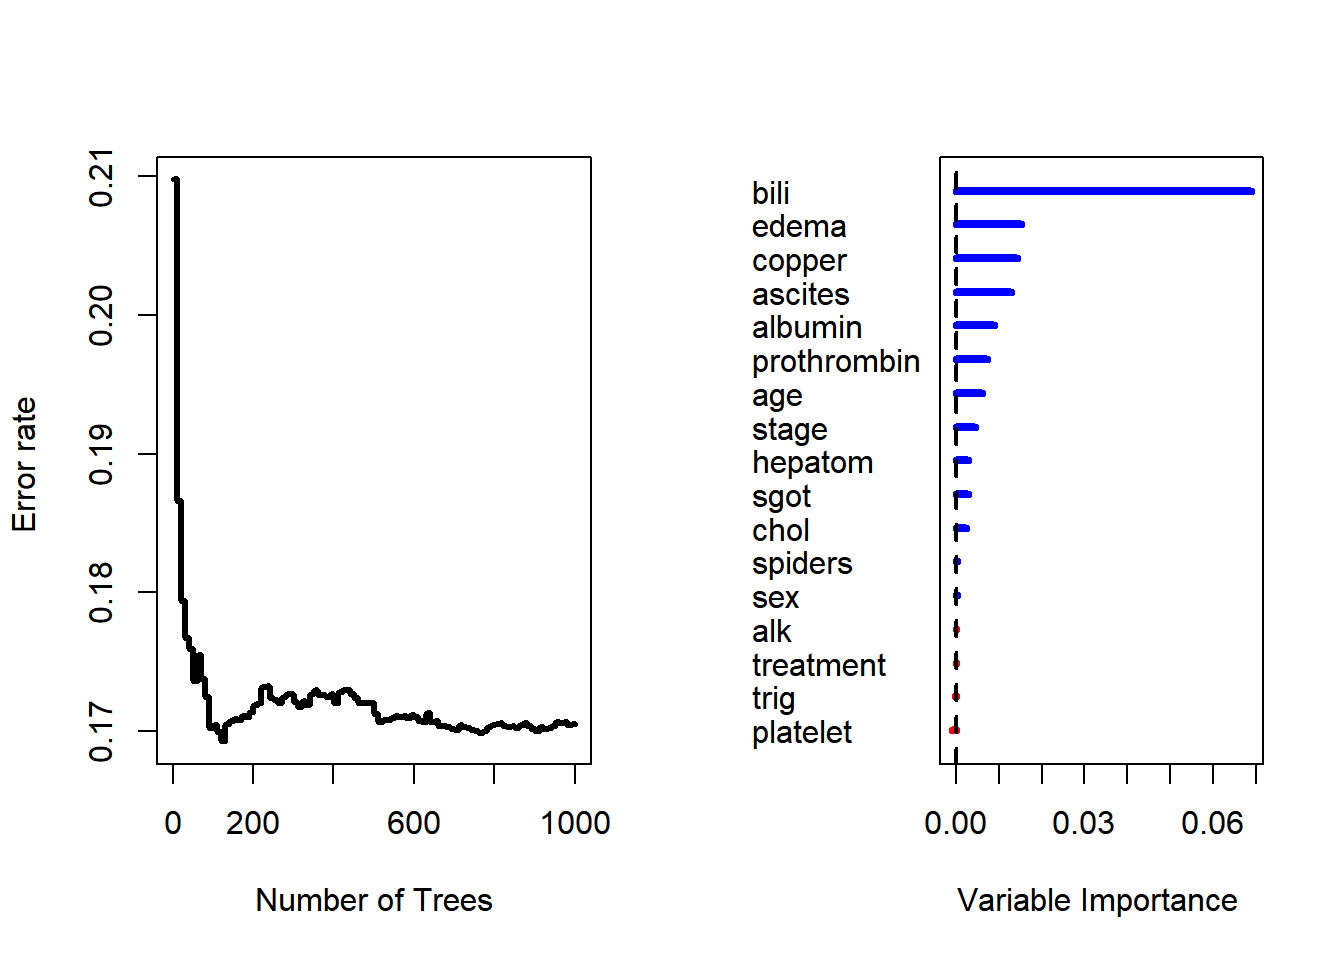 Error rate
0.21
0.20
0.19
0.18
0.17
0 200 600 1000
Number of Trees
bili
edema
copper
ascites
albumin
prothrombin
age
stage
hepatom
sgot
chol
spiders
sex
alk
treatment
trig
platelet
0.00 0.03 0.06
Variable Importance